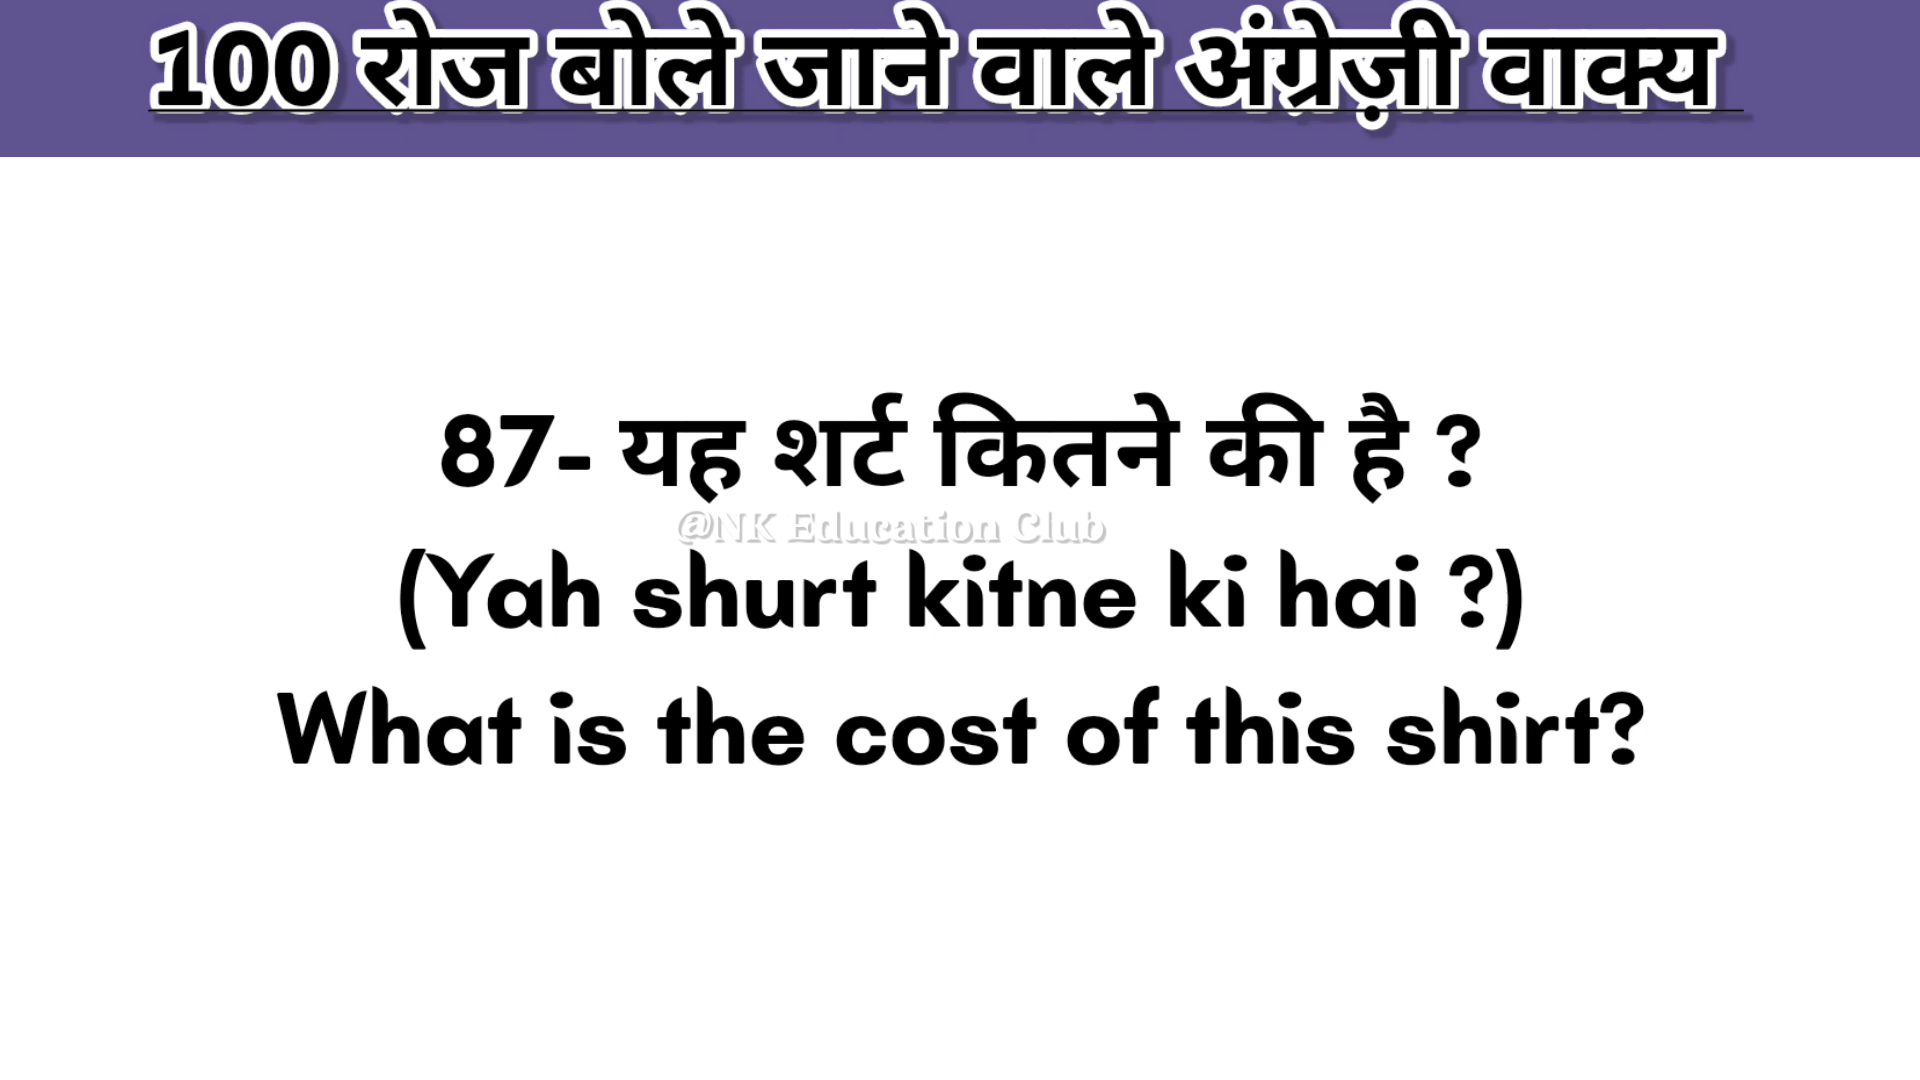 100 रोज बोले जाने वाले अंग्रेज़ी वाक्य
87- यह शर्ट कितने की है ?
@NK Education Club
(Yah shurt kitne ki hai ?)
What is the cost of this shirt?